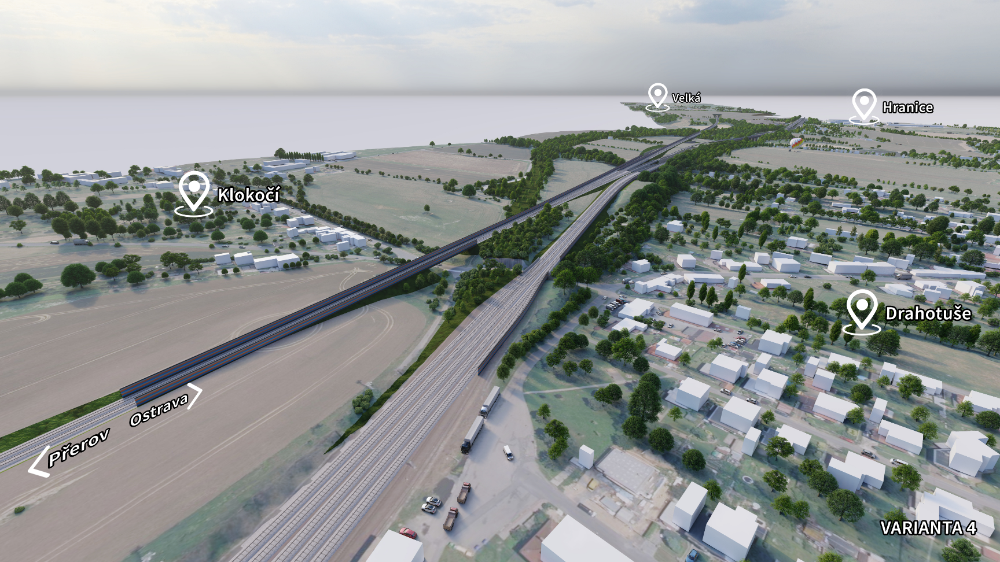 Velká
Hranice
Klokočí
Drahotuše
Ostrava
Přerov
VARIANTA 4